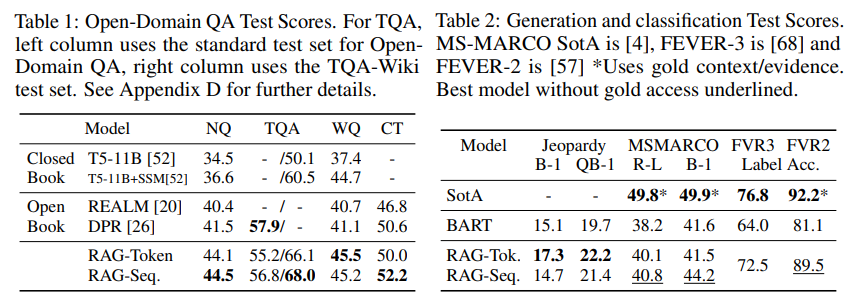 Table 1: Open-Domain QA Test Scores. For TQA,
left column uses the standard test set for Open-
Domain QA, right column uses the TQA-Wiki
test set. See Appendix D for further details.
Model NQ TQA WQ CT
Closed T5-11B [52] 34.5 - /50.1 37.4 -
Book T5-11B+SSM[52] 36.6 - /60.5 44.7 -
Open REALM [20] 40.4 - / - 40.7 46.8
Book DPR [26] 41.5 57.9/ - 41.1 50.6
RAG-Token 44.1 55.2/66.1 45.5 50.0
RAG-Seq. 44.5 56.8/68.0 45.2 52.2
Table 2: Generation and classification Test Scores.
MS-MARCO SotA is [4], FEVER-3 is [68] and
FEVER-2 is [57] *Uses gold context/evidence.
Best model without gold access underlined.
Model Jeopardy MSMARCO FVR3 FVR2
B-1 QB-1 R-L B-1 Label Acc.
SotA - - 49.8* 49.9* 76.8 92.2*
BART 15.1 19.7 38.2 41.6 64.0 81.1
RAG-Tok. 17.3 22.2 40.1 41.5
72.5 89.5
RAG-Seq. 14.7 21.4 40.8 44.2